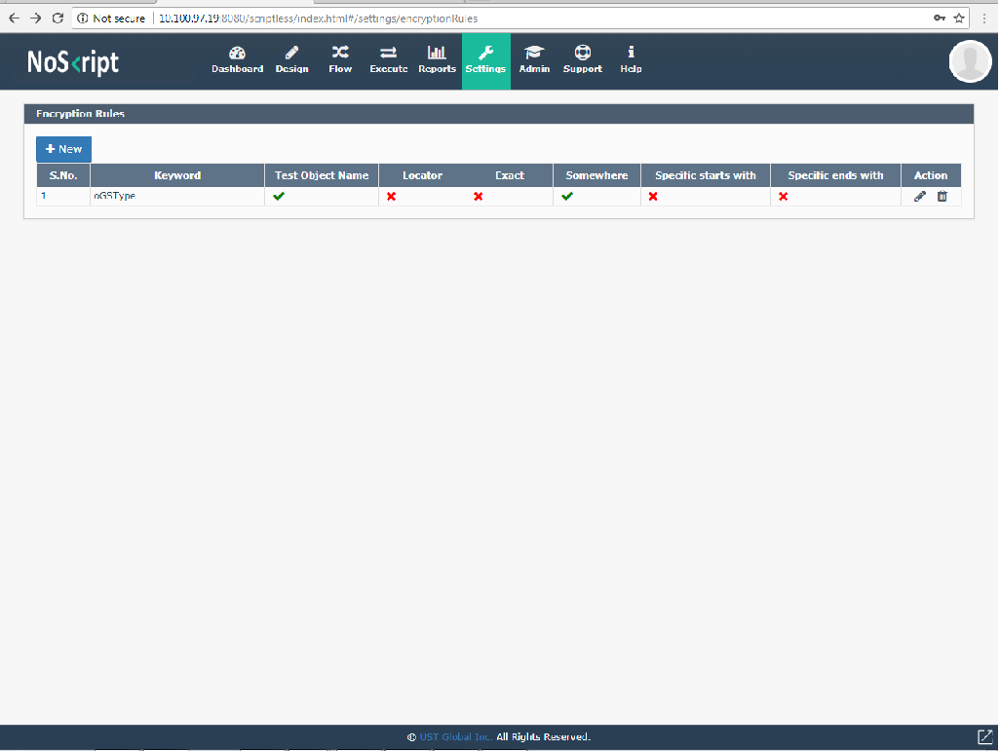 Not secure | 10.100.97.19:8080/scriptless/index.html#/settings/encryptionRules
NoScript
Dashboard Design Flow Execute Reports Settings Admin Support Help
Encryption Rules
+ New
S.No. Keyword Test Object Name Locator Exact Somewhere Specific starts with Specific ends with Action
1 oGSType
© UST Global Inc. All Rights Reserved.